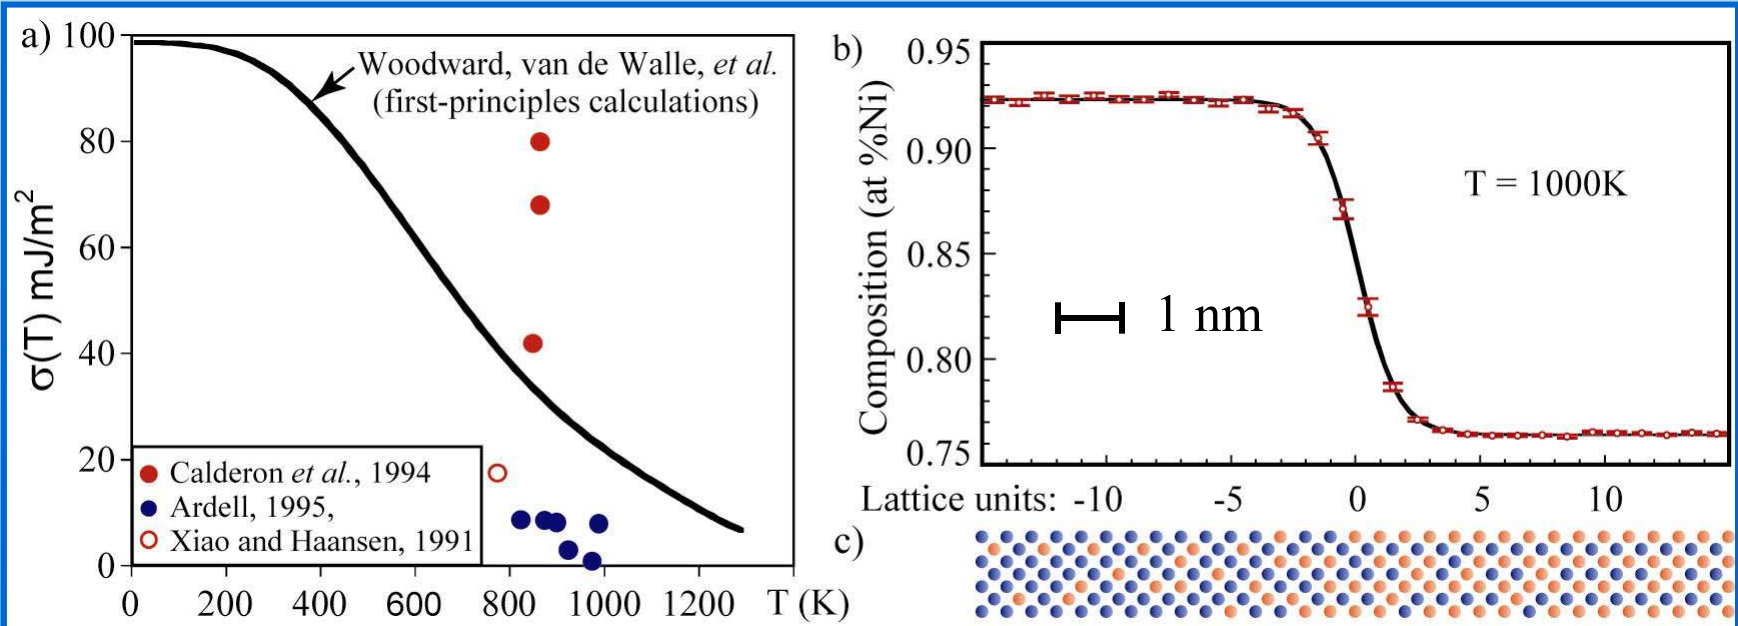 a)
100
80
60
40
20
0
σ(T) mJ/m²
Woodward, van de Walle, et al.
(first-principles calculations)
Calderon et al., 1994
Ardell, 1995,
Xiao and Haansen, 1991
0 200 400 600 800 1000 1200 T (K)
b)
0.95
0.90
0.85
0.80
0.75
Composition (at %Ni)
T = 1000K
1 nm
Lattice units: -10 -5 0 5 10
c)